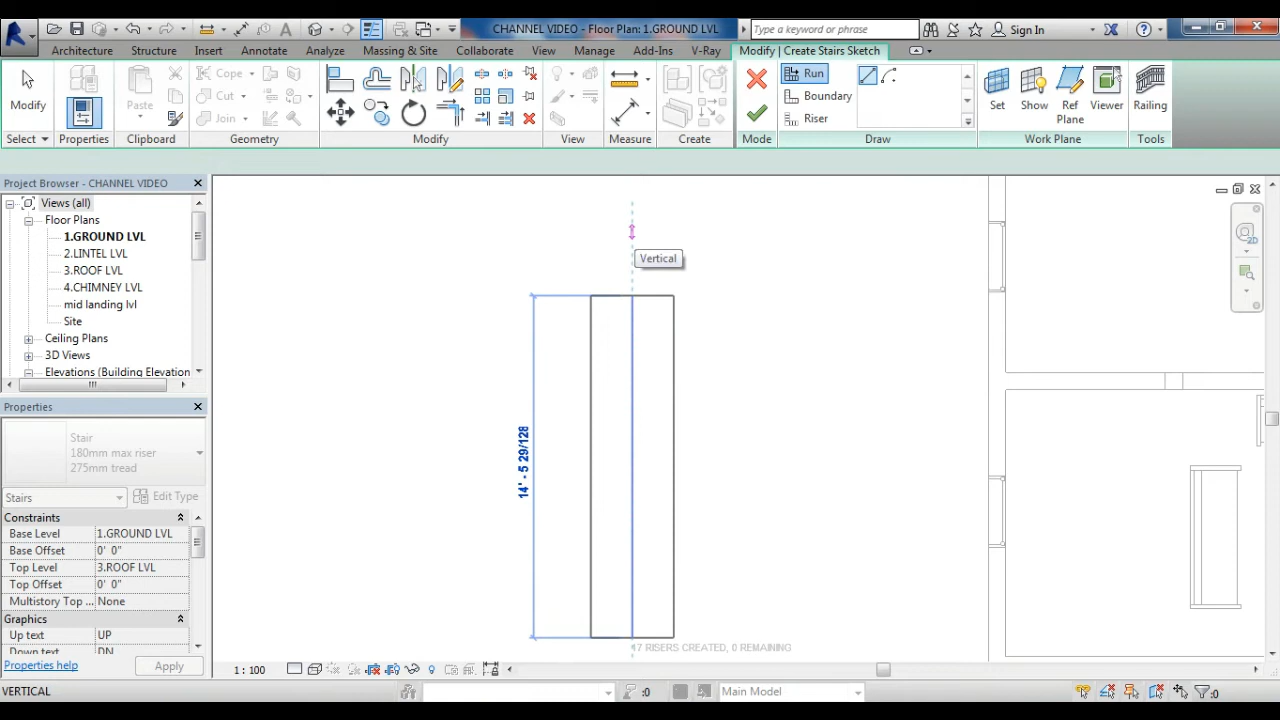 CHANNEL VIDEO - Floor Plan: 1.GROUND LVL
Type a keyword or phrase
Sign In
Architecture Structure Insert Annotate Analyze Massing & Site Collaborate View Manage Add-Ins V-Ray Modify | Create Stairs Sketch
Modify
Paste
Cope
Cut
Join
Run
Boundary
Riser
Set
Show
Ref
Plane
Viewer
Railing
Select
Properties
Clipboard
Geometry
Modify
View
Measure
Create
Mode
Draw
Work Plane
Tools
Project Browser - CHANNEL VIDEO
Views (all)
Floor Plans
1.GROUND LVL
2.LINTEL LVL
3.ROOF LVL
4.CHIMNEY LVL
mid landing lvl
Site
Ceiling Plans
3D Views
Elevations (Building Elevation
Properties
Stair
180mm max riser
275mm tread
Stairs
Edit Type
Constraints
Base Level 1.GROUND LVL
Base Offset 0' 0"
Top Level 3.ROOF LVL
Top Offset 0' 0"
Multistory Top ... None
Graphics
Up text UP
Down text DN
Properties help
Apply
2D
Vertical
14' - 5 29/128
17 RISERS CREATED, 0 REMAINING
1 : 100
VERTICAL
:0
Main Model
:0